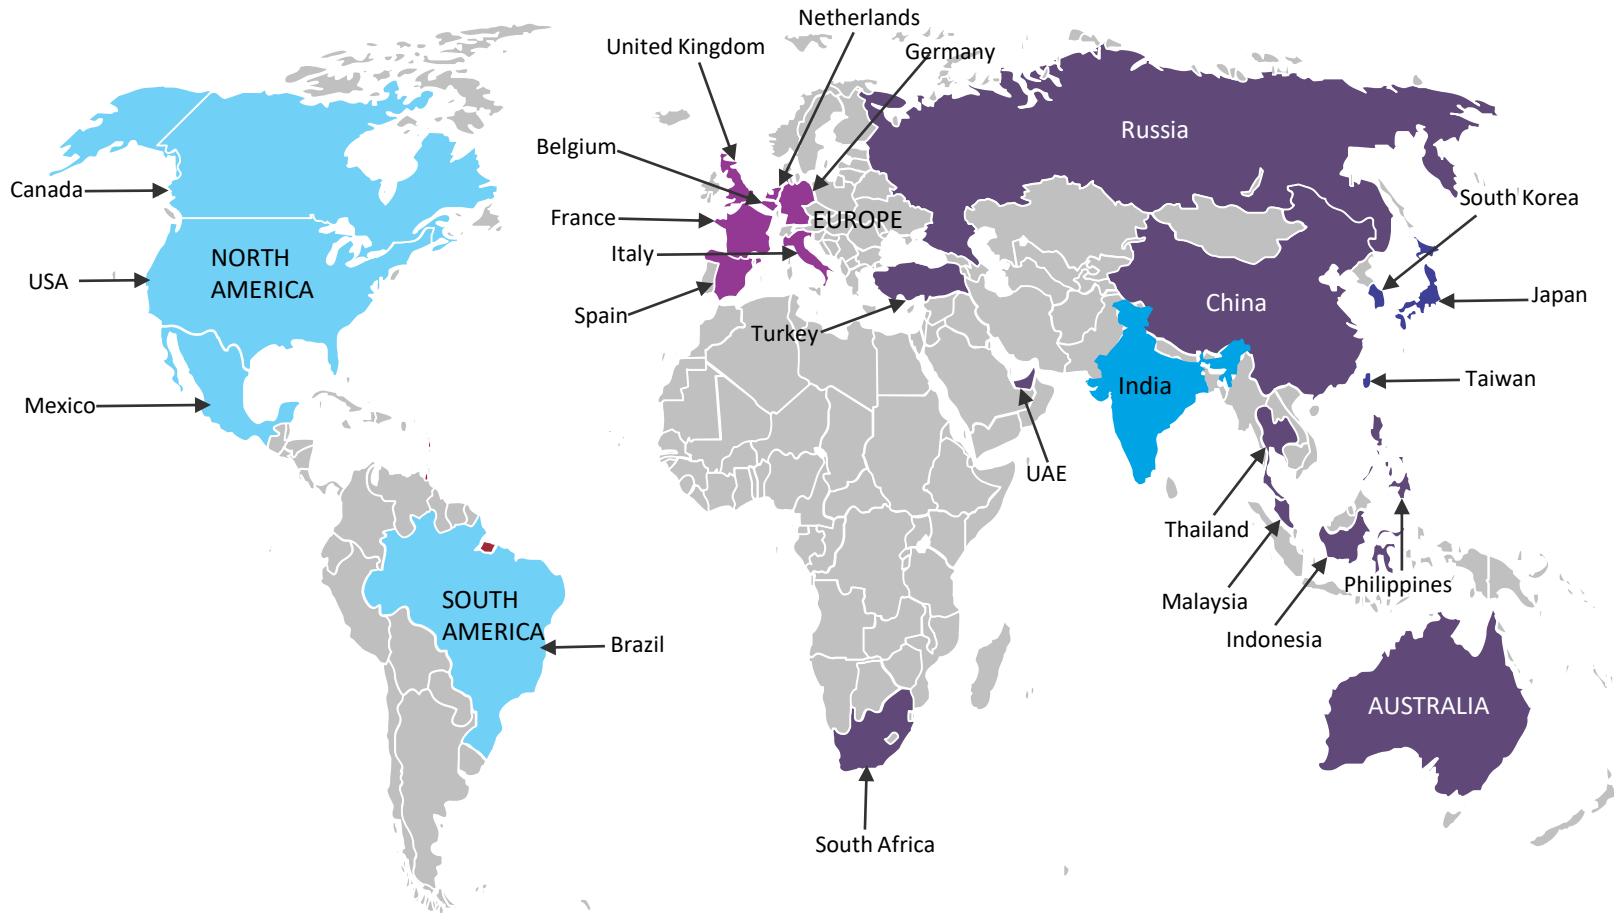 Netherlands
United Kingdom
Germany
Russia
Belgium
Canada
South Korea
France
EUROPE
Italy
NORTH
AMERICA
USA
China
Japan
Spain
Turkey
Taiwan
India
Mexico
UAE
Thailand
Philippines
Malaysia
SOUTH
AMERICA
Indonesia
Brazil
AUSTRALIA
South Africa